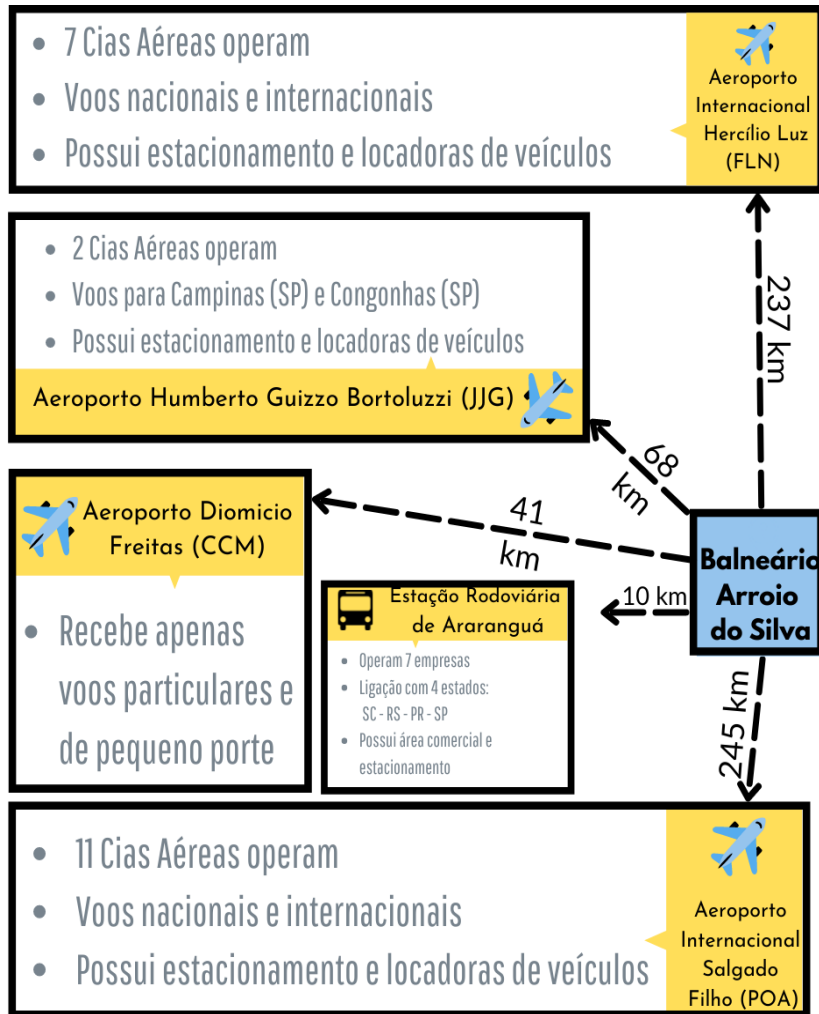 7 Cias Aéreas operam
Voos nacionais e internacionais
Possui estacionamento e locadoras de veículos
Aeroporto
Internacional
Hercílio Luz
(FLN)
2 Cias Aéreas operam
Voos para Campinas (SP) e Congonhas (SP)
Possui estacionamento e locadoras de veículos
Aeroporto Humberto Guizzo Bortoluzzi (JJG)
237 km
68
km
Aeroporto Diomicio
Freitas (CCM)
Recebe apenas
voos particulares e
de pequeno porte
41
km
Estação Rodoviária
de Araranguá
Operam 7 empresas
Ligação com 4 estados:
SC - RS - PR - SP
Possui área comercial e
estacionamento
10 km
Balneário
Arroio
do Silva
245 km
11 Cias Aéreas operam
Voos nacionais e internacionais
Possui estacionamento e locadoras de veículos
Aeroporto
Internacional
Salgado
Filho (POA)